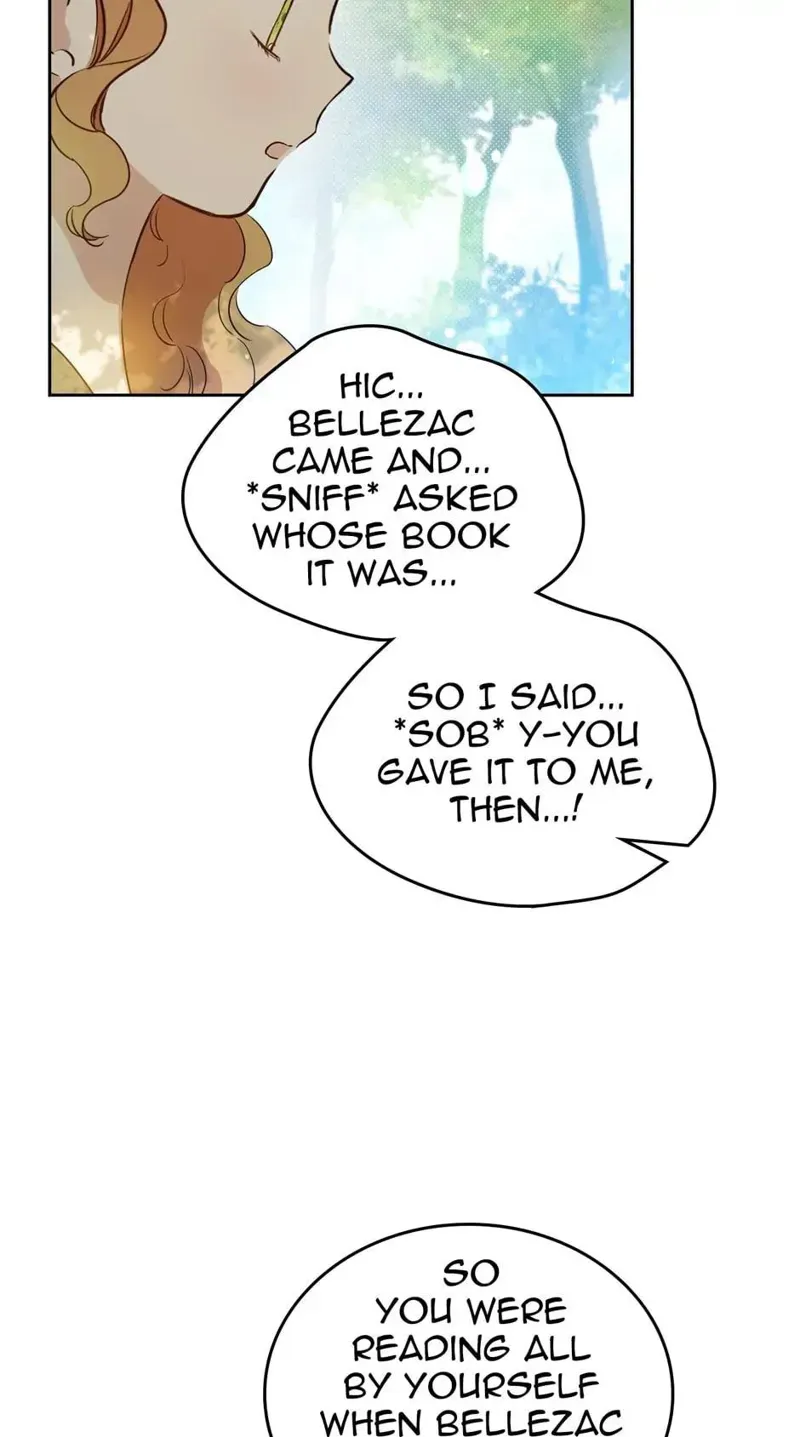 HIC...
BELLEZAC
CAME AND...
*SNIFF* ASKED
WHOSE BOOK
IT WAS...
SO I SAID...
*SOB* Y-YOU
GAVE IT TO ME,
THEN...!
SO
YOU WERE
READING ALL
BY YOURSELF
WHEN BELLEZAC